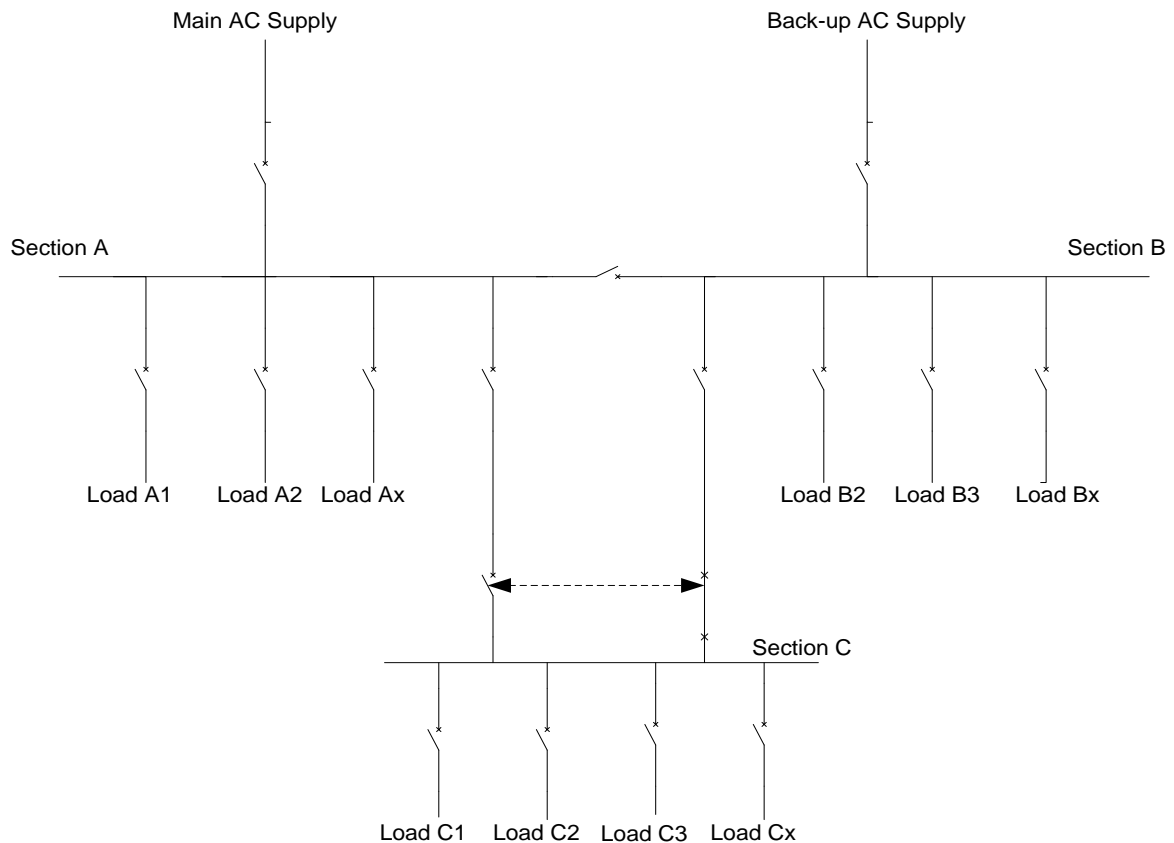 Main AC Supply
Back-up AC Supply
Section A
Section B
Load A1
Load A2
Load Ax
Load B2
Load B3
Load Bx
Section C
Load C1
Load C2
Load C3
Load Cx